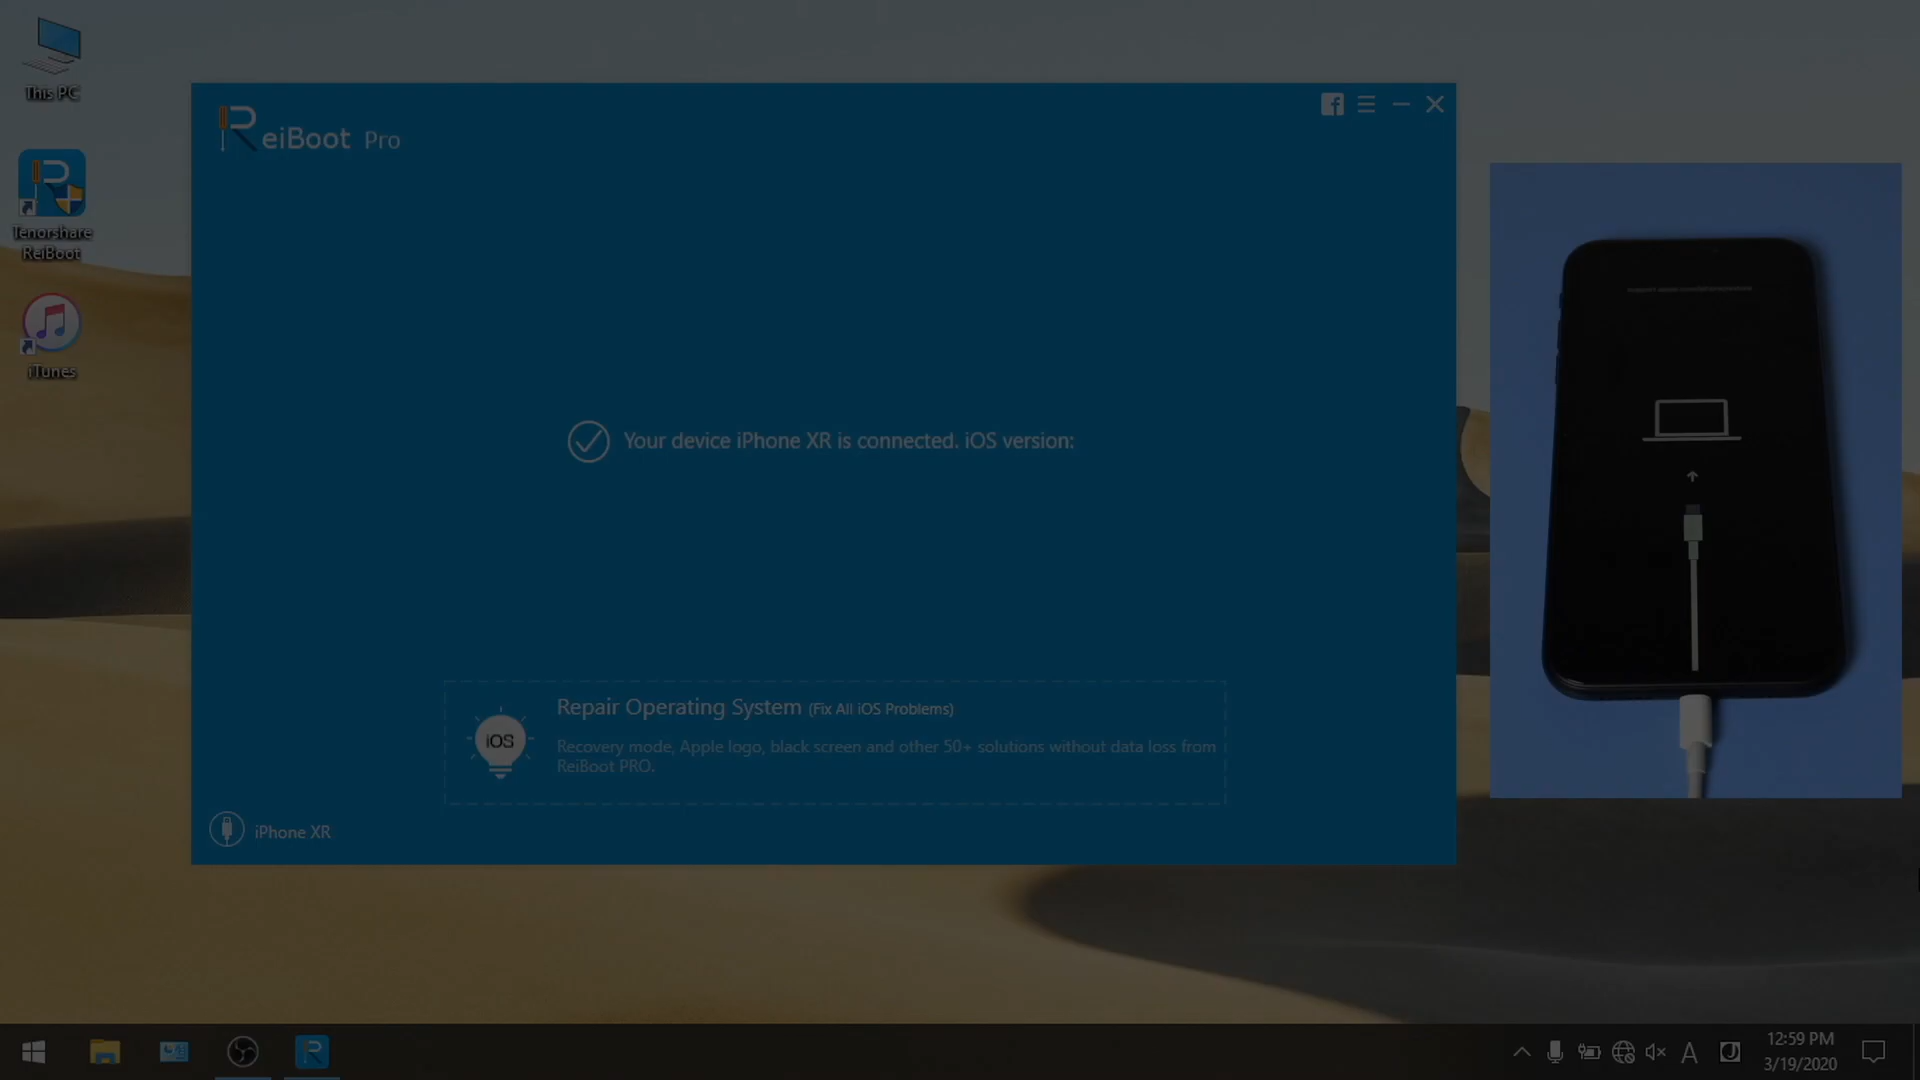 This PC
Tenorshare
ReiBoot
iTunes
ReiBoot Pro
Your device iPhone XR is connected. iOS version:
iOS
Repair Operating System (Fix All iOS Problems)
Recovery mode, Apple logo, black screen and other 50+ solutions without data loss from
ReiBoot PRO.
iPhone XR
A
12:59 PM
3/19/2020